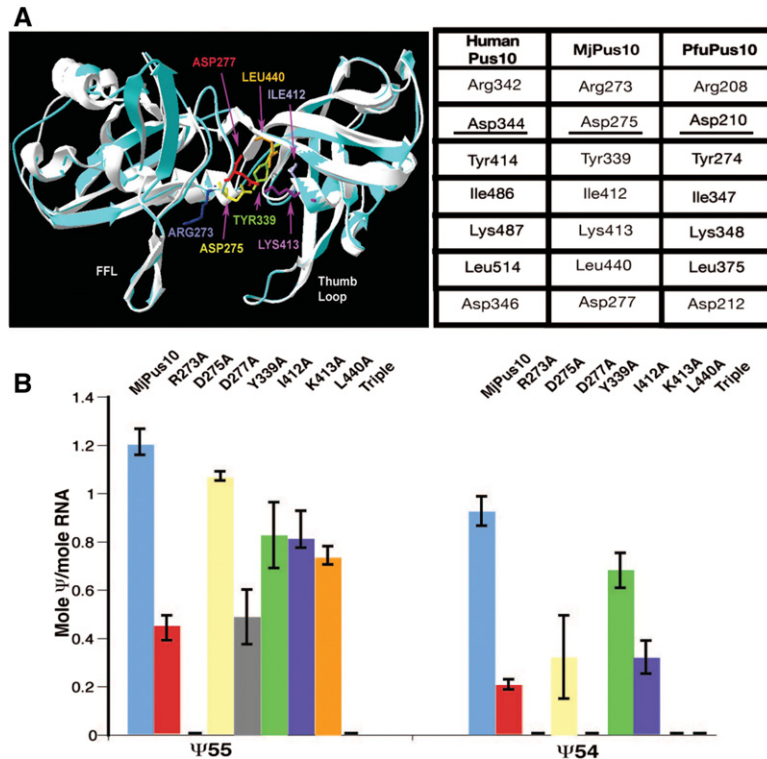 A
ASP277
LEU440
ILE412
ARG273
ASP275
TYR339
LYS413
FFL
Thumb
Loop
Human Pus10 MjPus10 PfuPus10
Arg342 Arg273 Arg208
Asp344 Asp275 Asp210
Tyr414 Tyr339 Tyr274
Ile486 Ile412 Ile347
Lys487 Lys413 Lys348
Leu514 Leu440 Leu375
Asp346 Asp277 Asp212
B
MjPus10 R273A D275A D277A Y339A I412A K413A L440A Triple
MjPus10 R273A D275A D277A Y339A I412A K413A L440A Triple
Mole Ψ/mole RNA
1.4
1.2
1
0.8
0.6
0.4
0.2
0
Ψ55 Ψ54